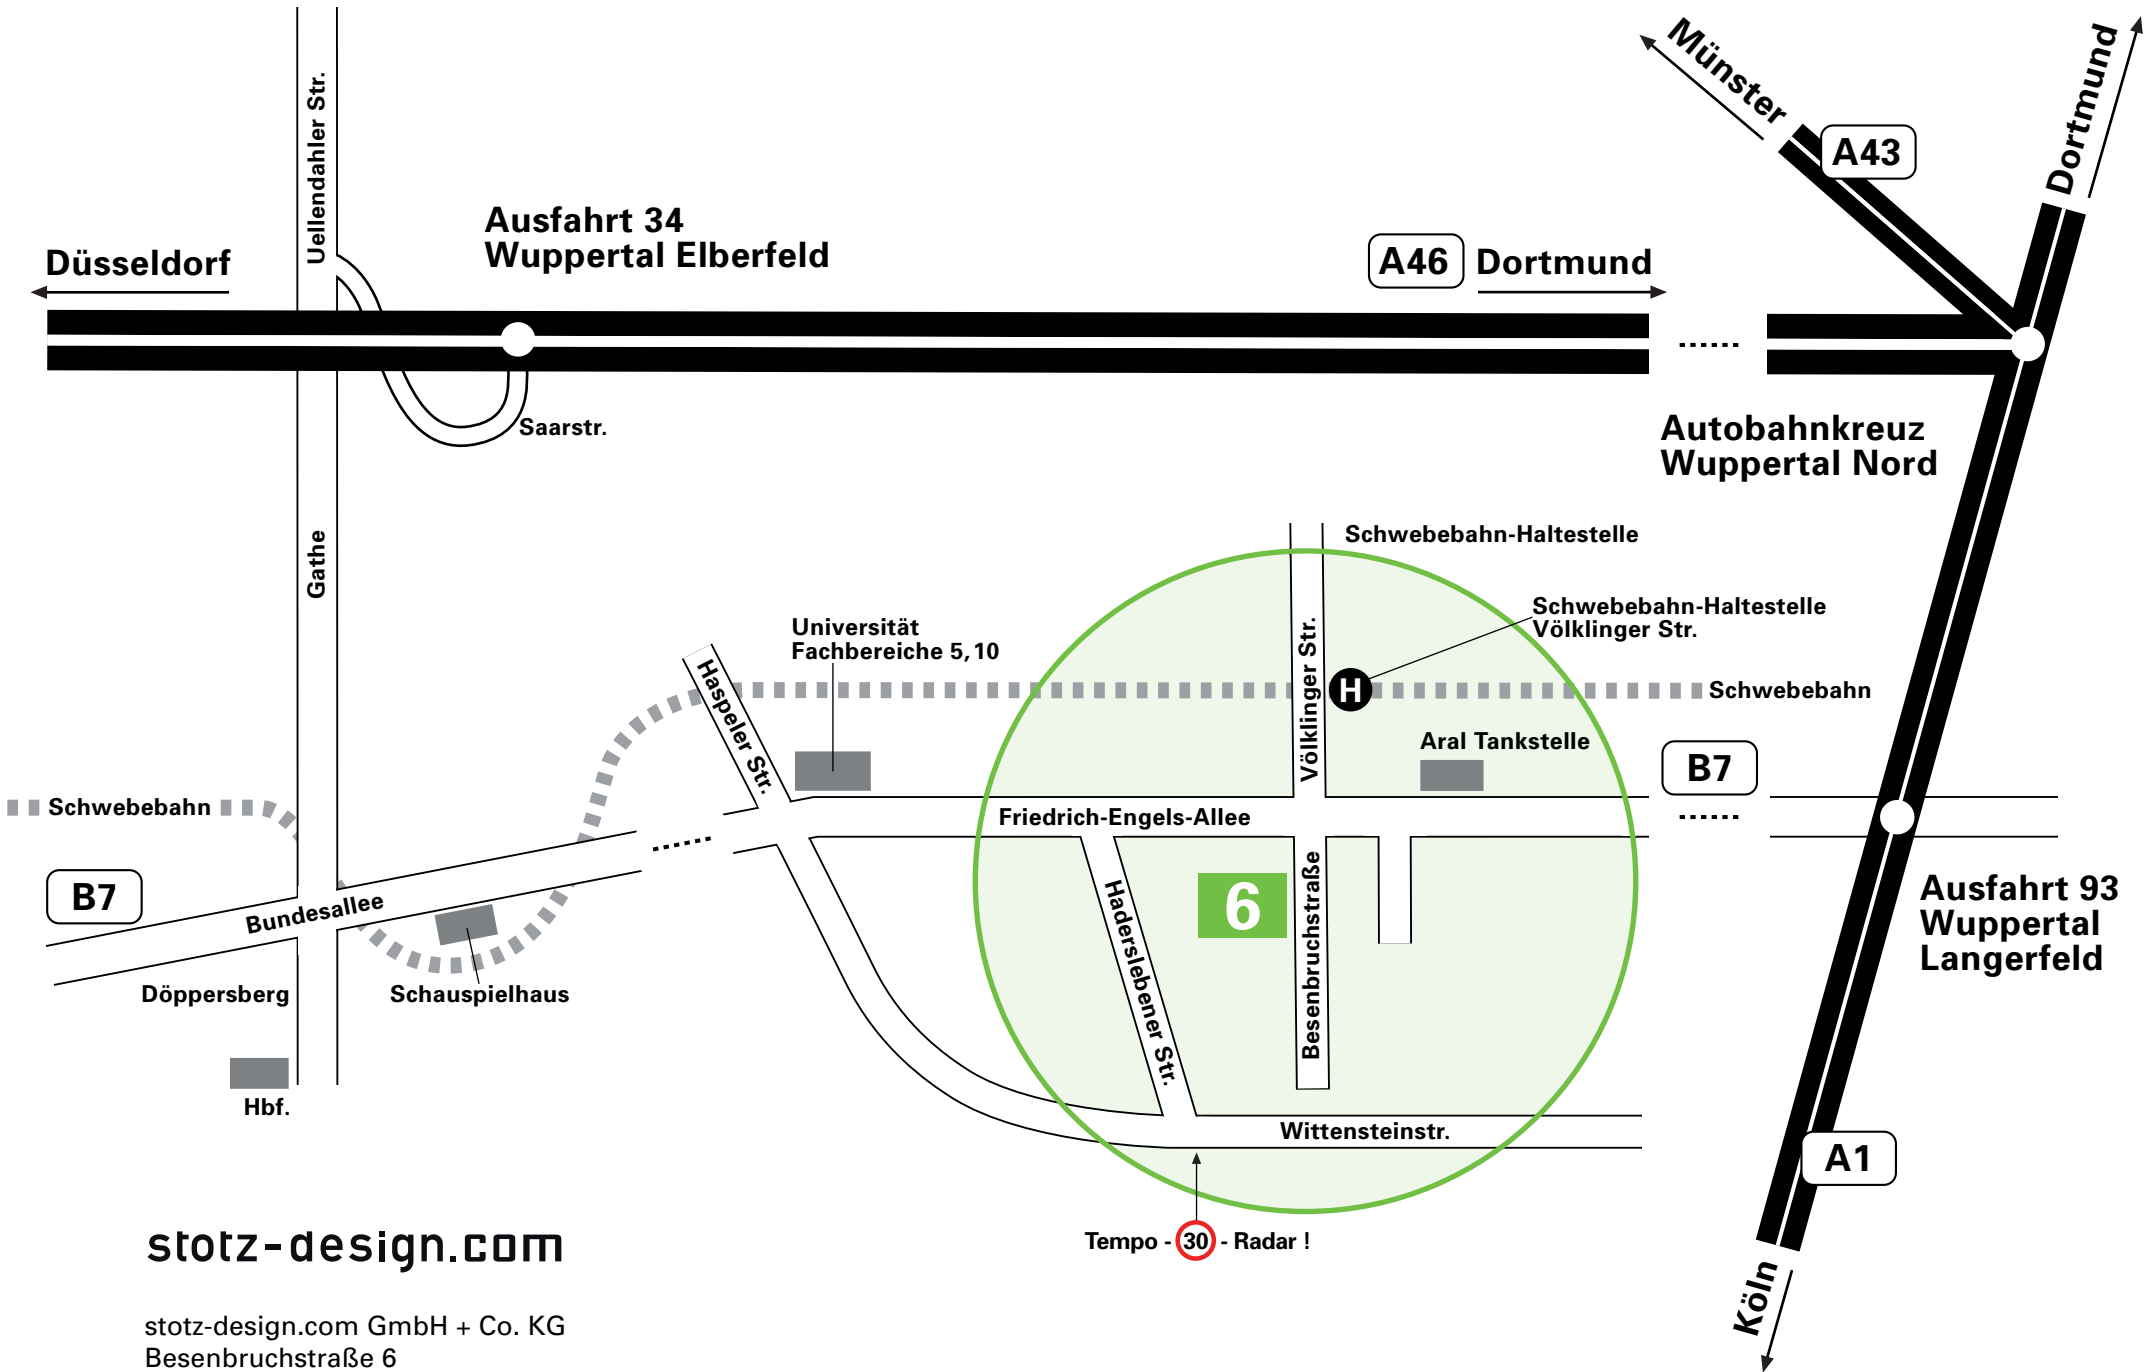 Münster
Dortmund
A43
Uellendahler Str.
Ausfahrt 34
Wuppertal Elberfeld
Düsseldorf
A46 Dortmund
Saarstr.
Autobahnkreuz
Wuppertal Nord
Gathe
Schwebebahn-Haltestelle
Schwebebahn-Haltestelle
Völklinger Str.
Universität
Fachbereiche 5,10
Haspeler Str.
Völklinger Str.
H
Schwebebahn
Aral Tankstelle
B7
Schwebebahn
Friedrich-Engels-Allee
B7
Bundesallee
6
Haderslebener Str.
Besenbruchstraße
Ausfahrt 93
Wuppertal
Langerfeld
Döppersberg
Schauspielhaus
Hbf.
Wittensteinstr.
A1
Tempo - 30 - Radar !
Köln
stotz-design.com
stotz-design.com GmbH + Co. KG
Besenbruchstraße 6